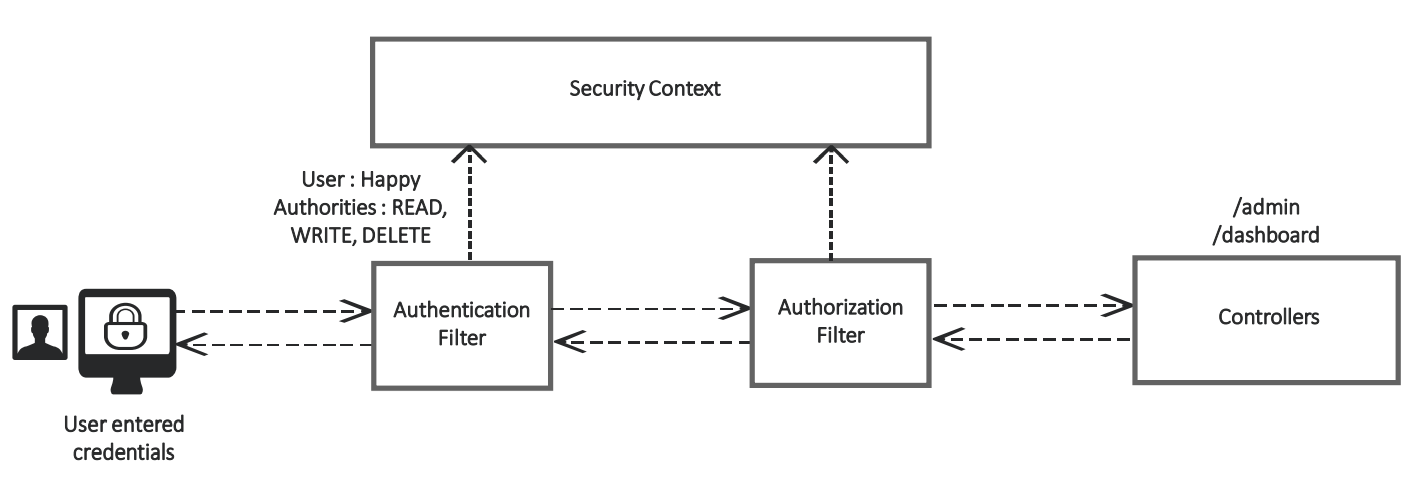 Security Context
User : Happy
Authorities : READ,
WRITE, DELETE
/admin
/dashboard
Authentication
Filter
Authorization
Filter
Controllers
User entered
credentials